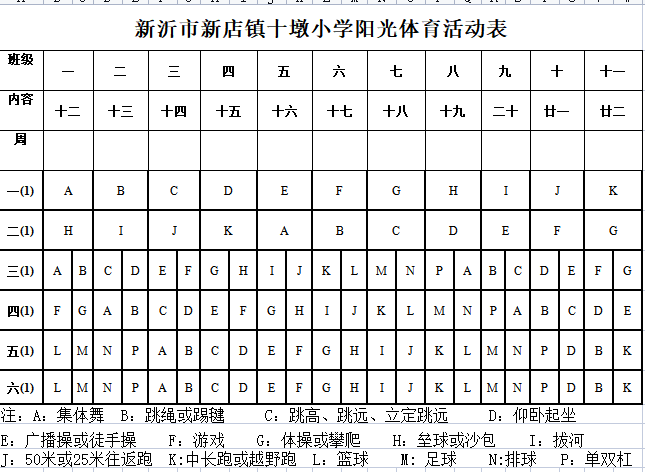 新沂市新店镇十墩小学阳光体育活动表
班级 一 二 三 四 五 六 七 八 九 十 十一
内容 十二 十三 十四 十五 十六 十七 十八 十九 二十 廿一 廿二
周
一(1) A B C D E F G H I J K
二(1) H I J K A B C D E F G
三(1) A B C D E F G H I J K L M N P A B C D E F G
四(1) F G A B C D E F G H I J K L M N P A B C D E
五(1) L M N P A B C D E F G H I J K L M N P D B K
六(1) L M N P A B C D E F G H I J K L M N P D B K
注：A：集体舞 B：跳绳或踢毽 C：跳高、跳远、立定跳远 D：仰卧起坐
E：广播操或徒手操 F：游戏 G：体操或攀爬 H：垒球或沙包 I：拔河
J：50米或25米往返跑 K:中长跑或越野跑 L：篮球 M：足球 N:排球 P：单双杠